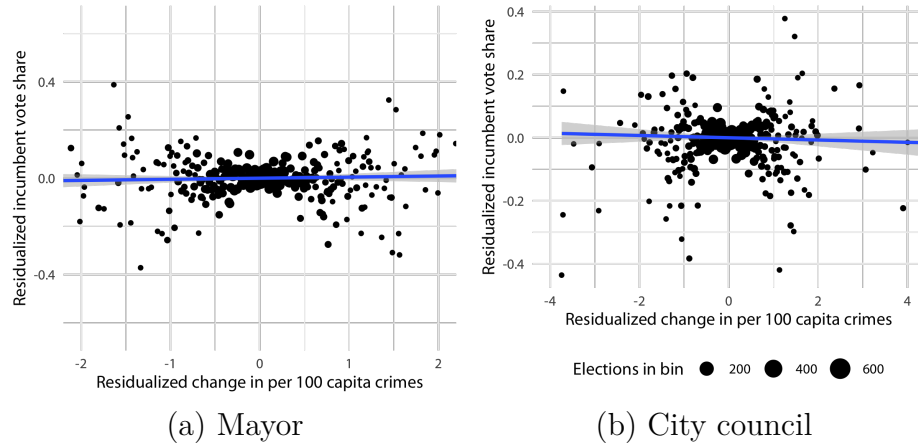 Residualized incumbent vote share
0.4
0.0
-0.4
-2
-1
0
1
2
Residualized change in per 100 capita crimes
(a) Mayor
Residualized incumbent vote share
0.4
0.2
0.0
-0.2
-0.4
-4
-2
0
2
4
Residualized change in per 100 capita crimes
Elections in bin 200 400 600
(b) City council